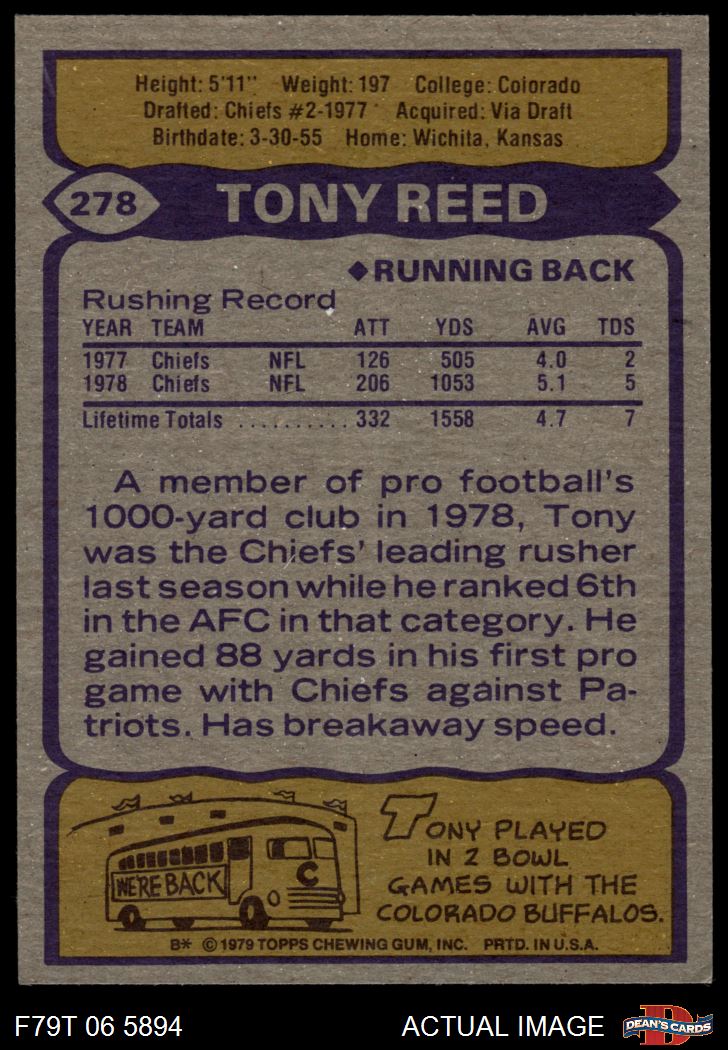 Height: 5'11" Weight: 197 College: Colorado
Drafted: Chiefs #2-1977 Acquired: Via Draft
Birthdate: 3-30-55 Home: Wichita, Kansas
278 TONY REED
◆RUNNING BACK
Rushing Record
YEAR TEAM ATT YDS AVG TDS
1977 Chiefs NFL 126 505 4.0 2
1978 Chiefs NFL 206 1053 5.1 5
Lifetime Totals .......... 332 1558 4.7 7
A member of pro football's
1000-yard club in 1978, Tony
was the Chiefs' leading rusher
last season while he ranked 6th
in the AFC in that category. He
gained 88 yards in his first pro
game with Chiefs against Pa-
triots. Has breakaway speed.
WE'RE BACK
C
TONY PLAYED
IN 2 BOWL
GAMES WITH THE
COLORADO BUFFALOS.
B* ©1979 TOPPS CHEWING GUM, INC. PRTD. IN U.S.A.
F79T 06 5894 ACTUAL IMAGE
D
DEAN'S CARDS